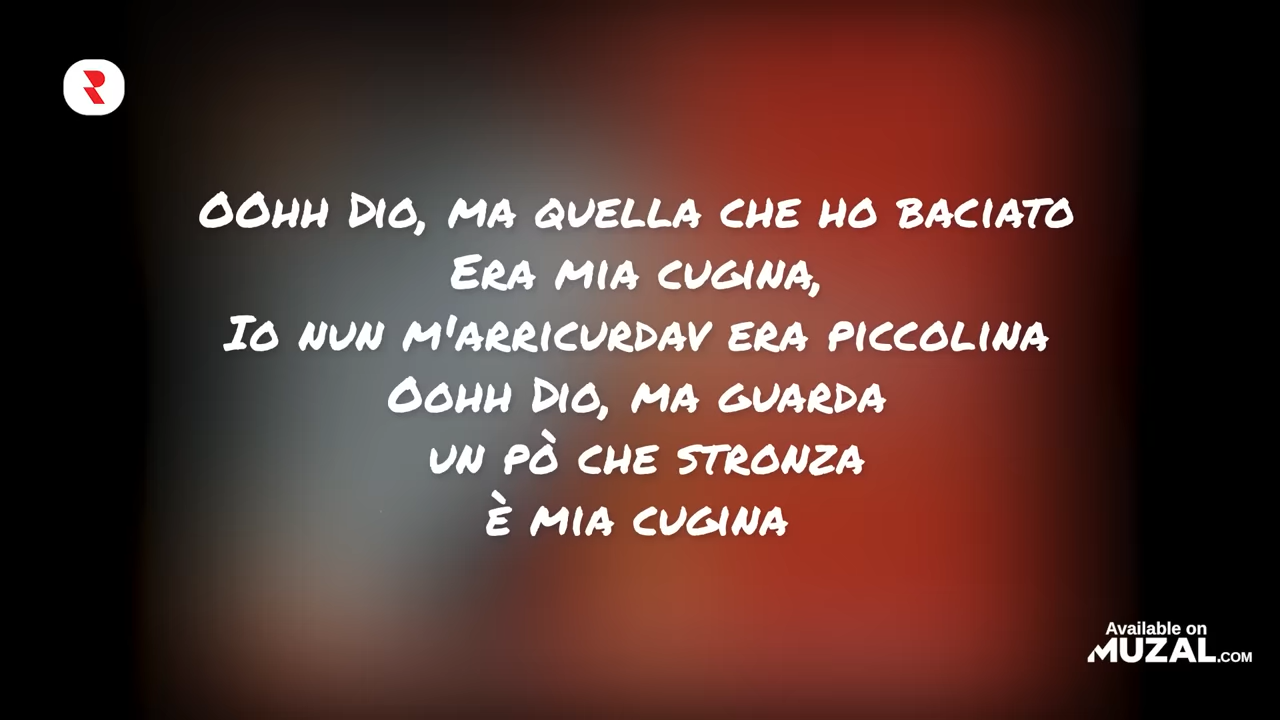 OOhh Dio, ma quella che ho baciato
Era mia cugina,
Io nun m'arricurdav era piccolina
Oohh Dio, ma guarda
un pò che stronza
è mia cugina
Available on
MUZAL.COM